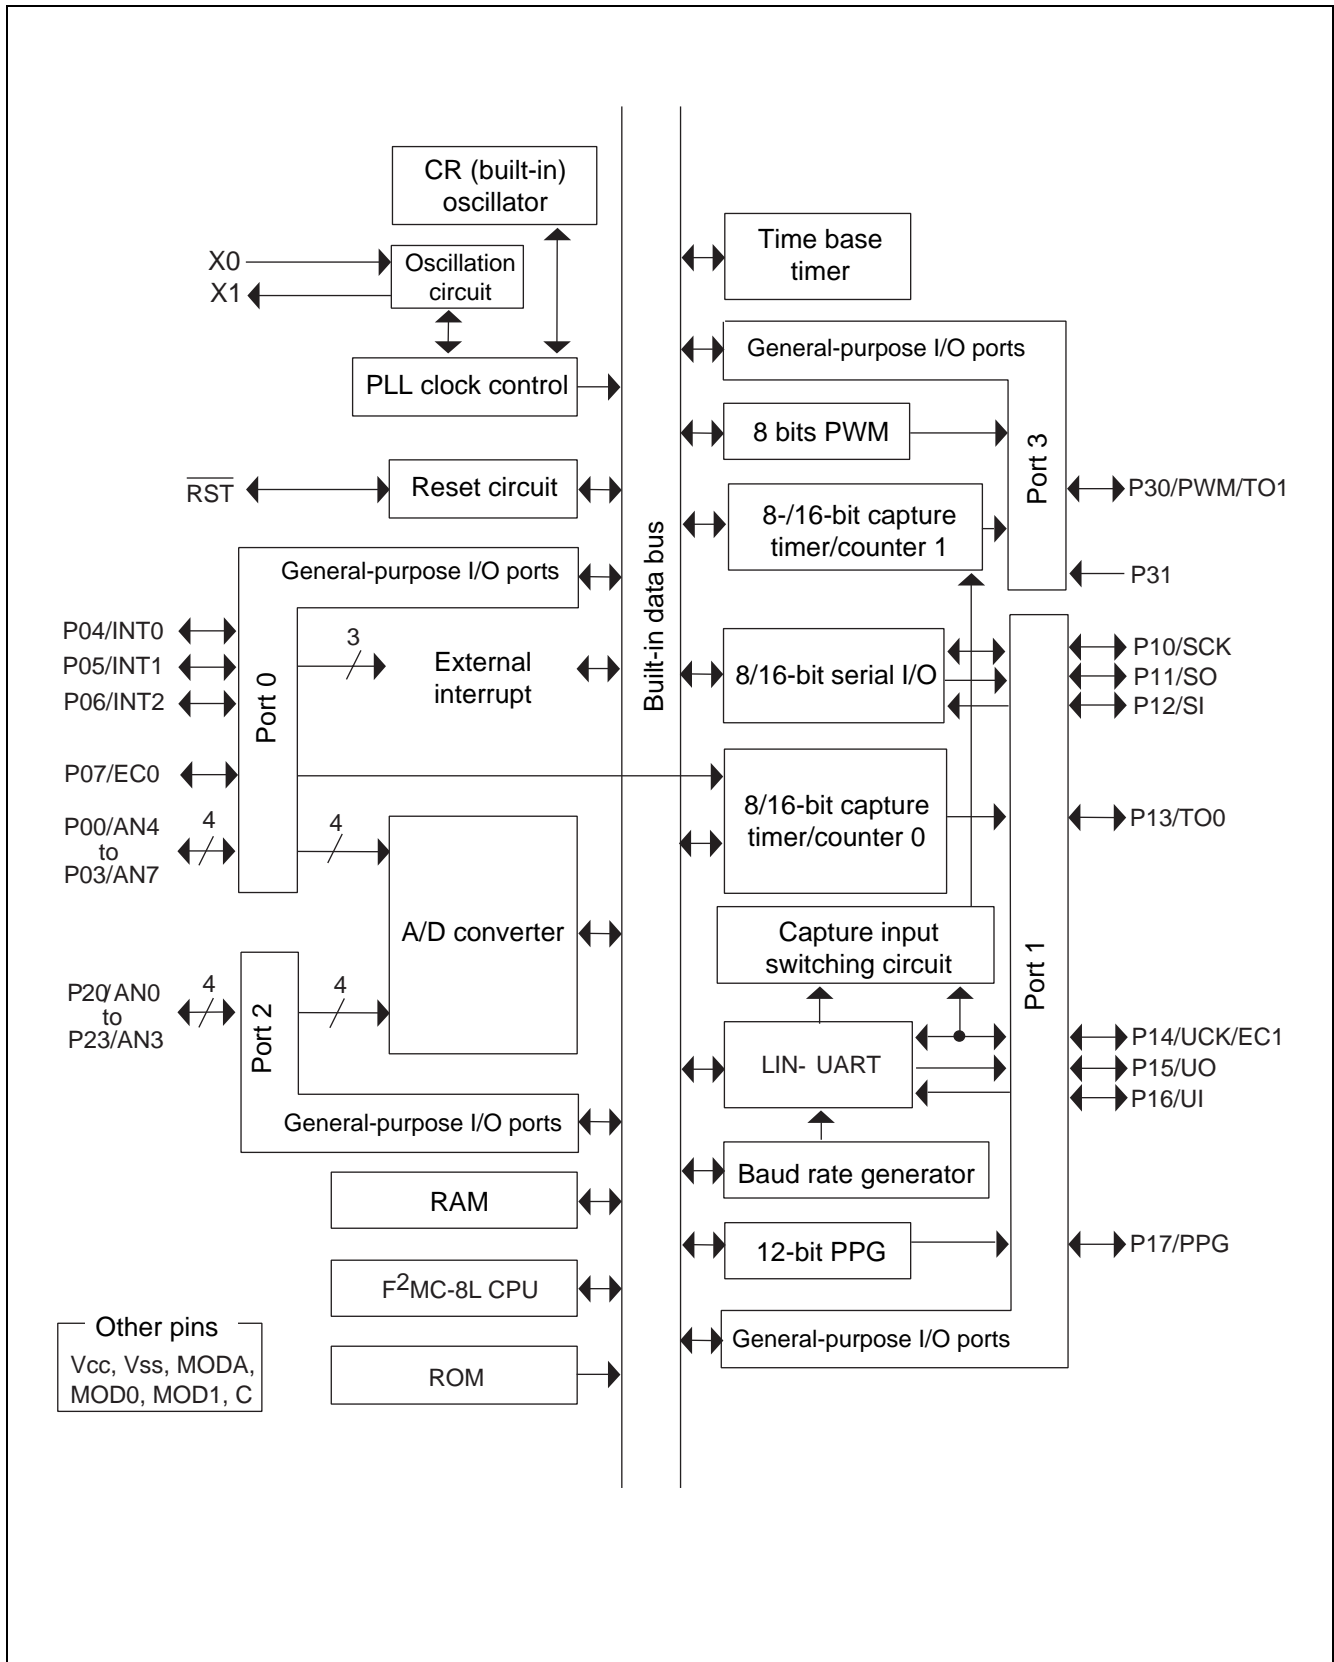 CR (built-in)
oscillator
X0
X1
Oscillation
circuit
PLL clock control
RST
Reset circuit
General-purpose I/O ports
P04/INT0
P05/INT1
P06/INT2
P07/EC0
P00/AN4
to
P03/AN7
4
Port 0
3
External
interrupt
4
A/D converter
P20/AN0
to
P23/AN3
4
Port 2
4
General-purpose I/O ports
RAM
F2MC-8L CPU
ROM
Other pins
Vcc, Vss, MODA,
MOD0, MOD1, C
Built-in data bus
Time base
timer
General-purpose I/O ports
8 bits PWM
Port 3
P30/PWM/TO1
8-/16-bit capture
timer/counter 1
P31
8/16-bit serial I/O
P10/SCK
P11/SO
P12/SI
8/16-bit capture
timer/counter 0
P13/TO0
Capture input
switching circuit
Port 1
LIN- UART
P14/UCK/EC1
P15/UO
P16/UI
Baud rate generator
12-bit PPG
P17/PPG
General-purpose I/O ports